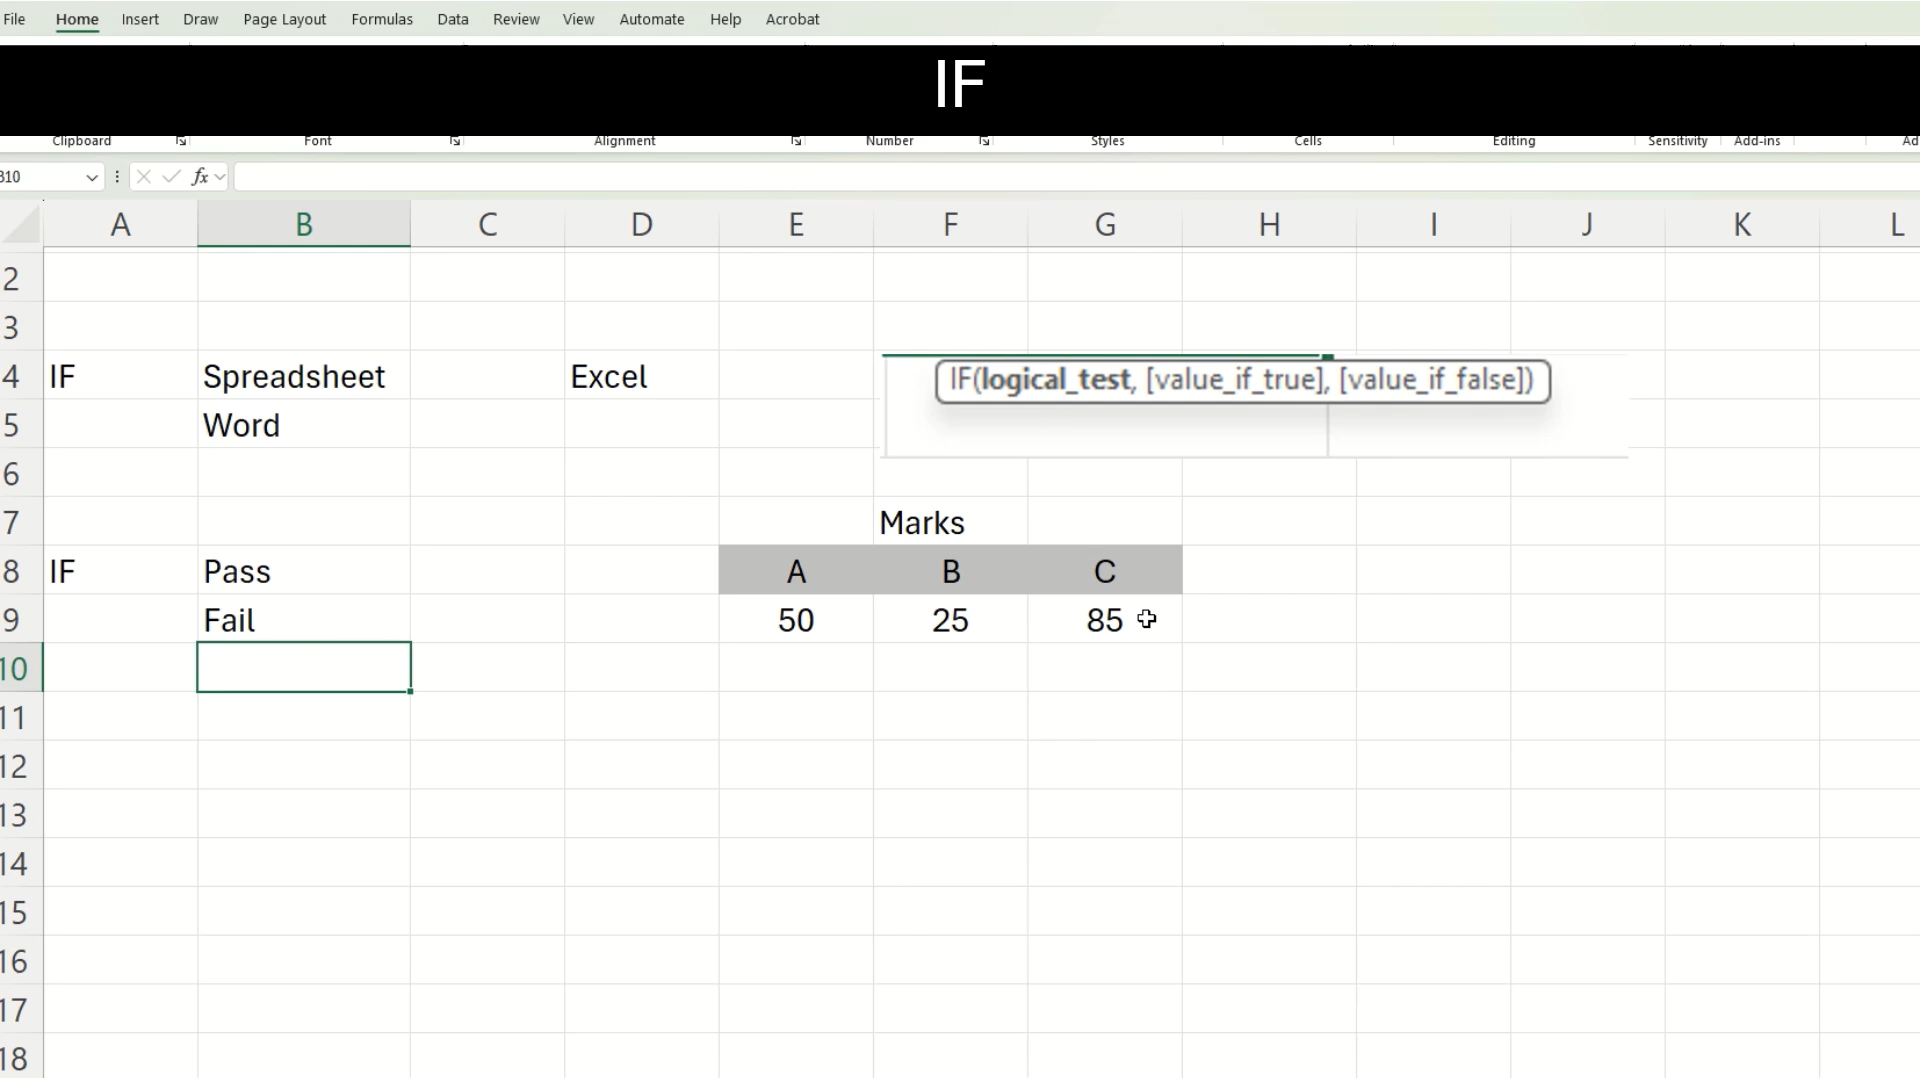 File Home Insert Draw Page Layout Formulas Data Review View Automate Help Acrobat
IF
Clipboard Font Alignment Number Styles Cells Editing Sensitivity Add-ins Ad
B10 fx
A B C D E F G H I J K L
2
3
4 IF Spreadsheet Excel IF(logical_test, [value_if_true], [value_if_false])
5 Word
6
7 Marks
8 IF Pass A B C
9 Fail 50 25 85
10
11
12
13
14
15
16
17
18